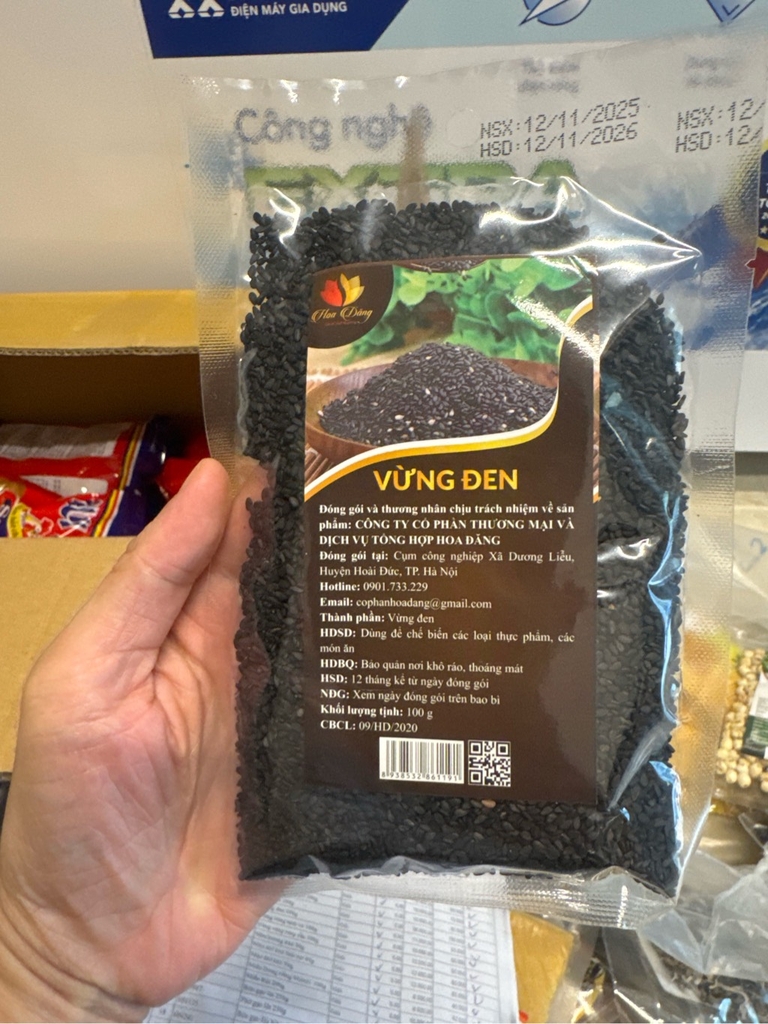 ĐIỆN MÁY GIA DỤNG
Công nghệ
NSX:12/11/2025
HSD:12/11/2026
NSX:12/
HSD:12/
Hoa Đăng
VỪNG ĐEN
Đóng gói và thương nhân chịu trách nhiệm về sản
phẩm: CÔNG TY CỔ PHẦN THƯƠNG MẠI VÀ
DỊCH VỤ TỔNG HỢP HOA ĐĂNG
Đóng gói tại: Cụm công nghiệp Xã Dương Liễu,
Huyện Hoài Đức, TP. Hà Nội
Hotline: 0901.733.229
Email: cophanhoadang@gmail.com
Thành phần: Vừng đen
HDSD: Dùng để chế biến các loại thực phẩm, các
món ăn
HDBQ: Bảo quản nơi khô ráo, thoáng mát
HSD: 12 tháng kể từ ngày đóng gói
NĐG: Xem ngày đóng gói trên bao bì
Khối lượng tịnh: 100 g
CBCL: 09/HD/2020
8 938532 861191